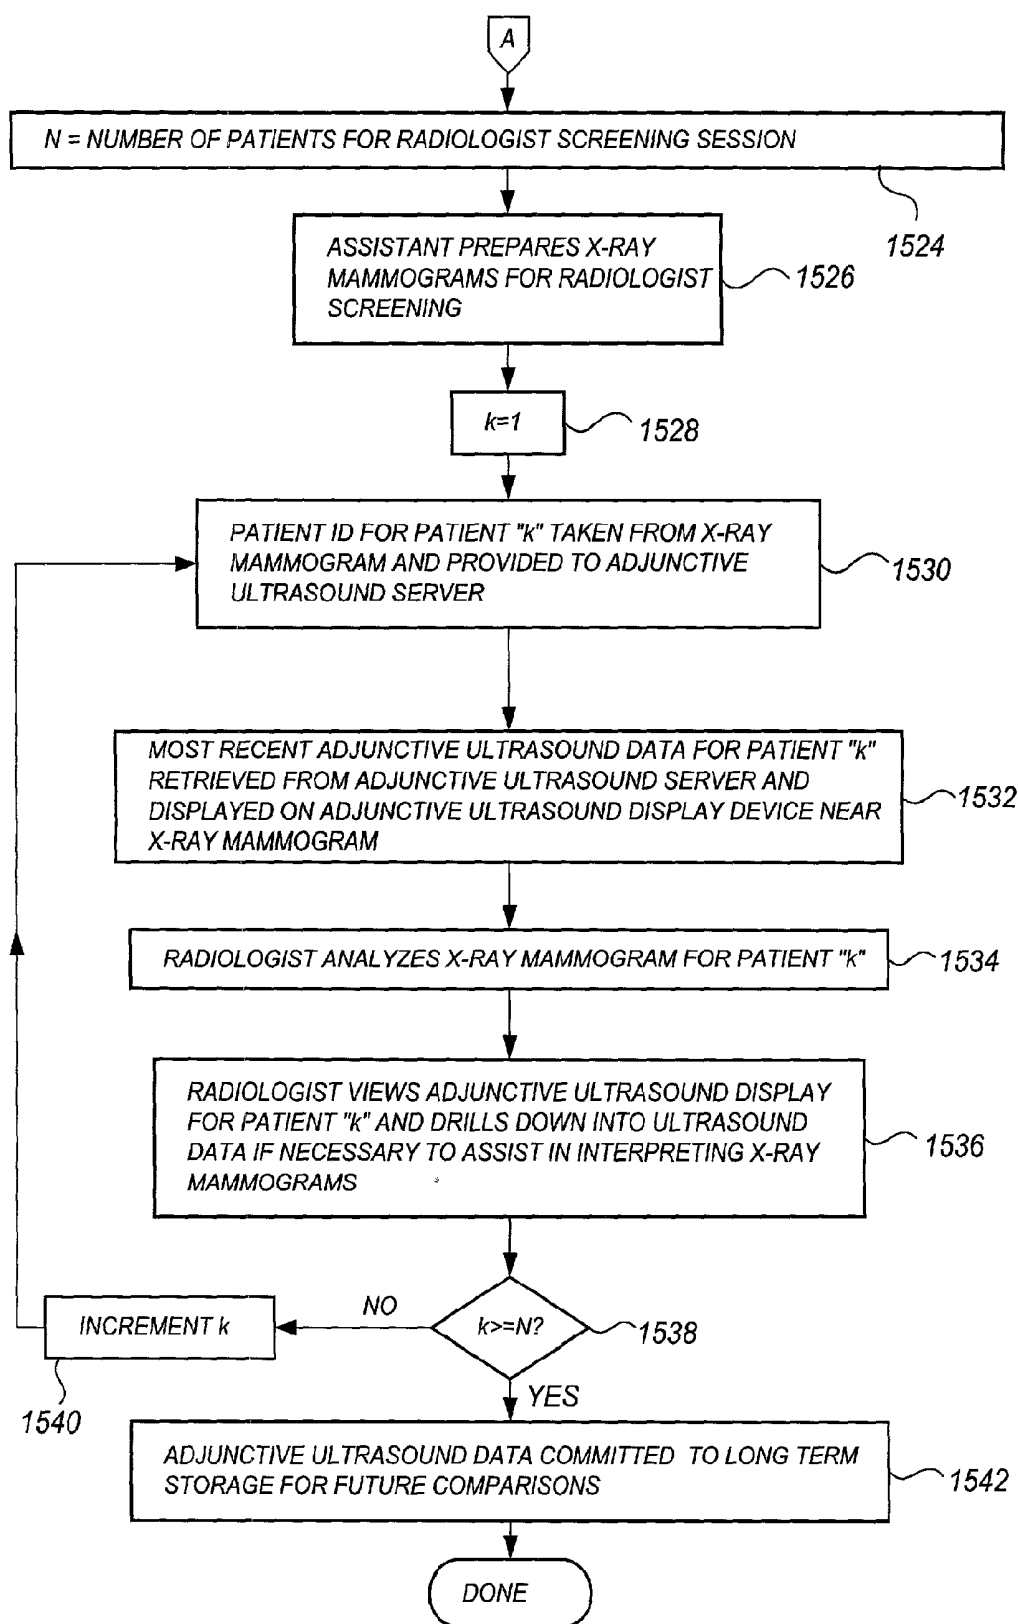 A
N = NUMBER OF PATIENTS FOR RADIOLOGIST SCREENING SESSION
1524
ASSISTANT PREPARES X-RAY
MAMMOGRAMS FOR RADIOLOGIST
SCREENING
1526
k=1
1528
PATIENT ID FOR PATIENT "k" TAKEN FROM X-RAY
MAMMOGRAM AND PROVIDED TO ADJUNCTIVE
ULTRASOUND SERVER
1530
MOST RECENT ADJUNCTIVE ULTRASOUND DATA FOR PATIENT "k"
RETRIEVED FROM ADJUNCTIVE ULTRASOUND SERVER AND
DISPLAYED ON ADJUNCTIVE ULTRASOUND DISPLAY DEVICE NEAR
X-RAY MAMMOGRAM
1532
RADIOLOGIST ANALYZES X-RAY MAMMOGRAM FOR PATIENT "k"
1534
RADIOLOGIST VIEWS ADJUNCTIVE ULTRASOUND DISPLAY
FOR PATIENT "k" AND DRILLS DOWN INTO ULTRASOUND
DATA IF NECESSARY TO ASSIST IN INTERPRETING X-RAY
MAMMOGRAMS
1536
k>=N?
1538
NO
INCREMENT k
1540
YES
ADJUNCTIVE ULTRASOUND DATA COMMITTED TO LONG TERM
STORAGE FOR FUTURE COMPARISONS
1542
DONE